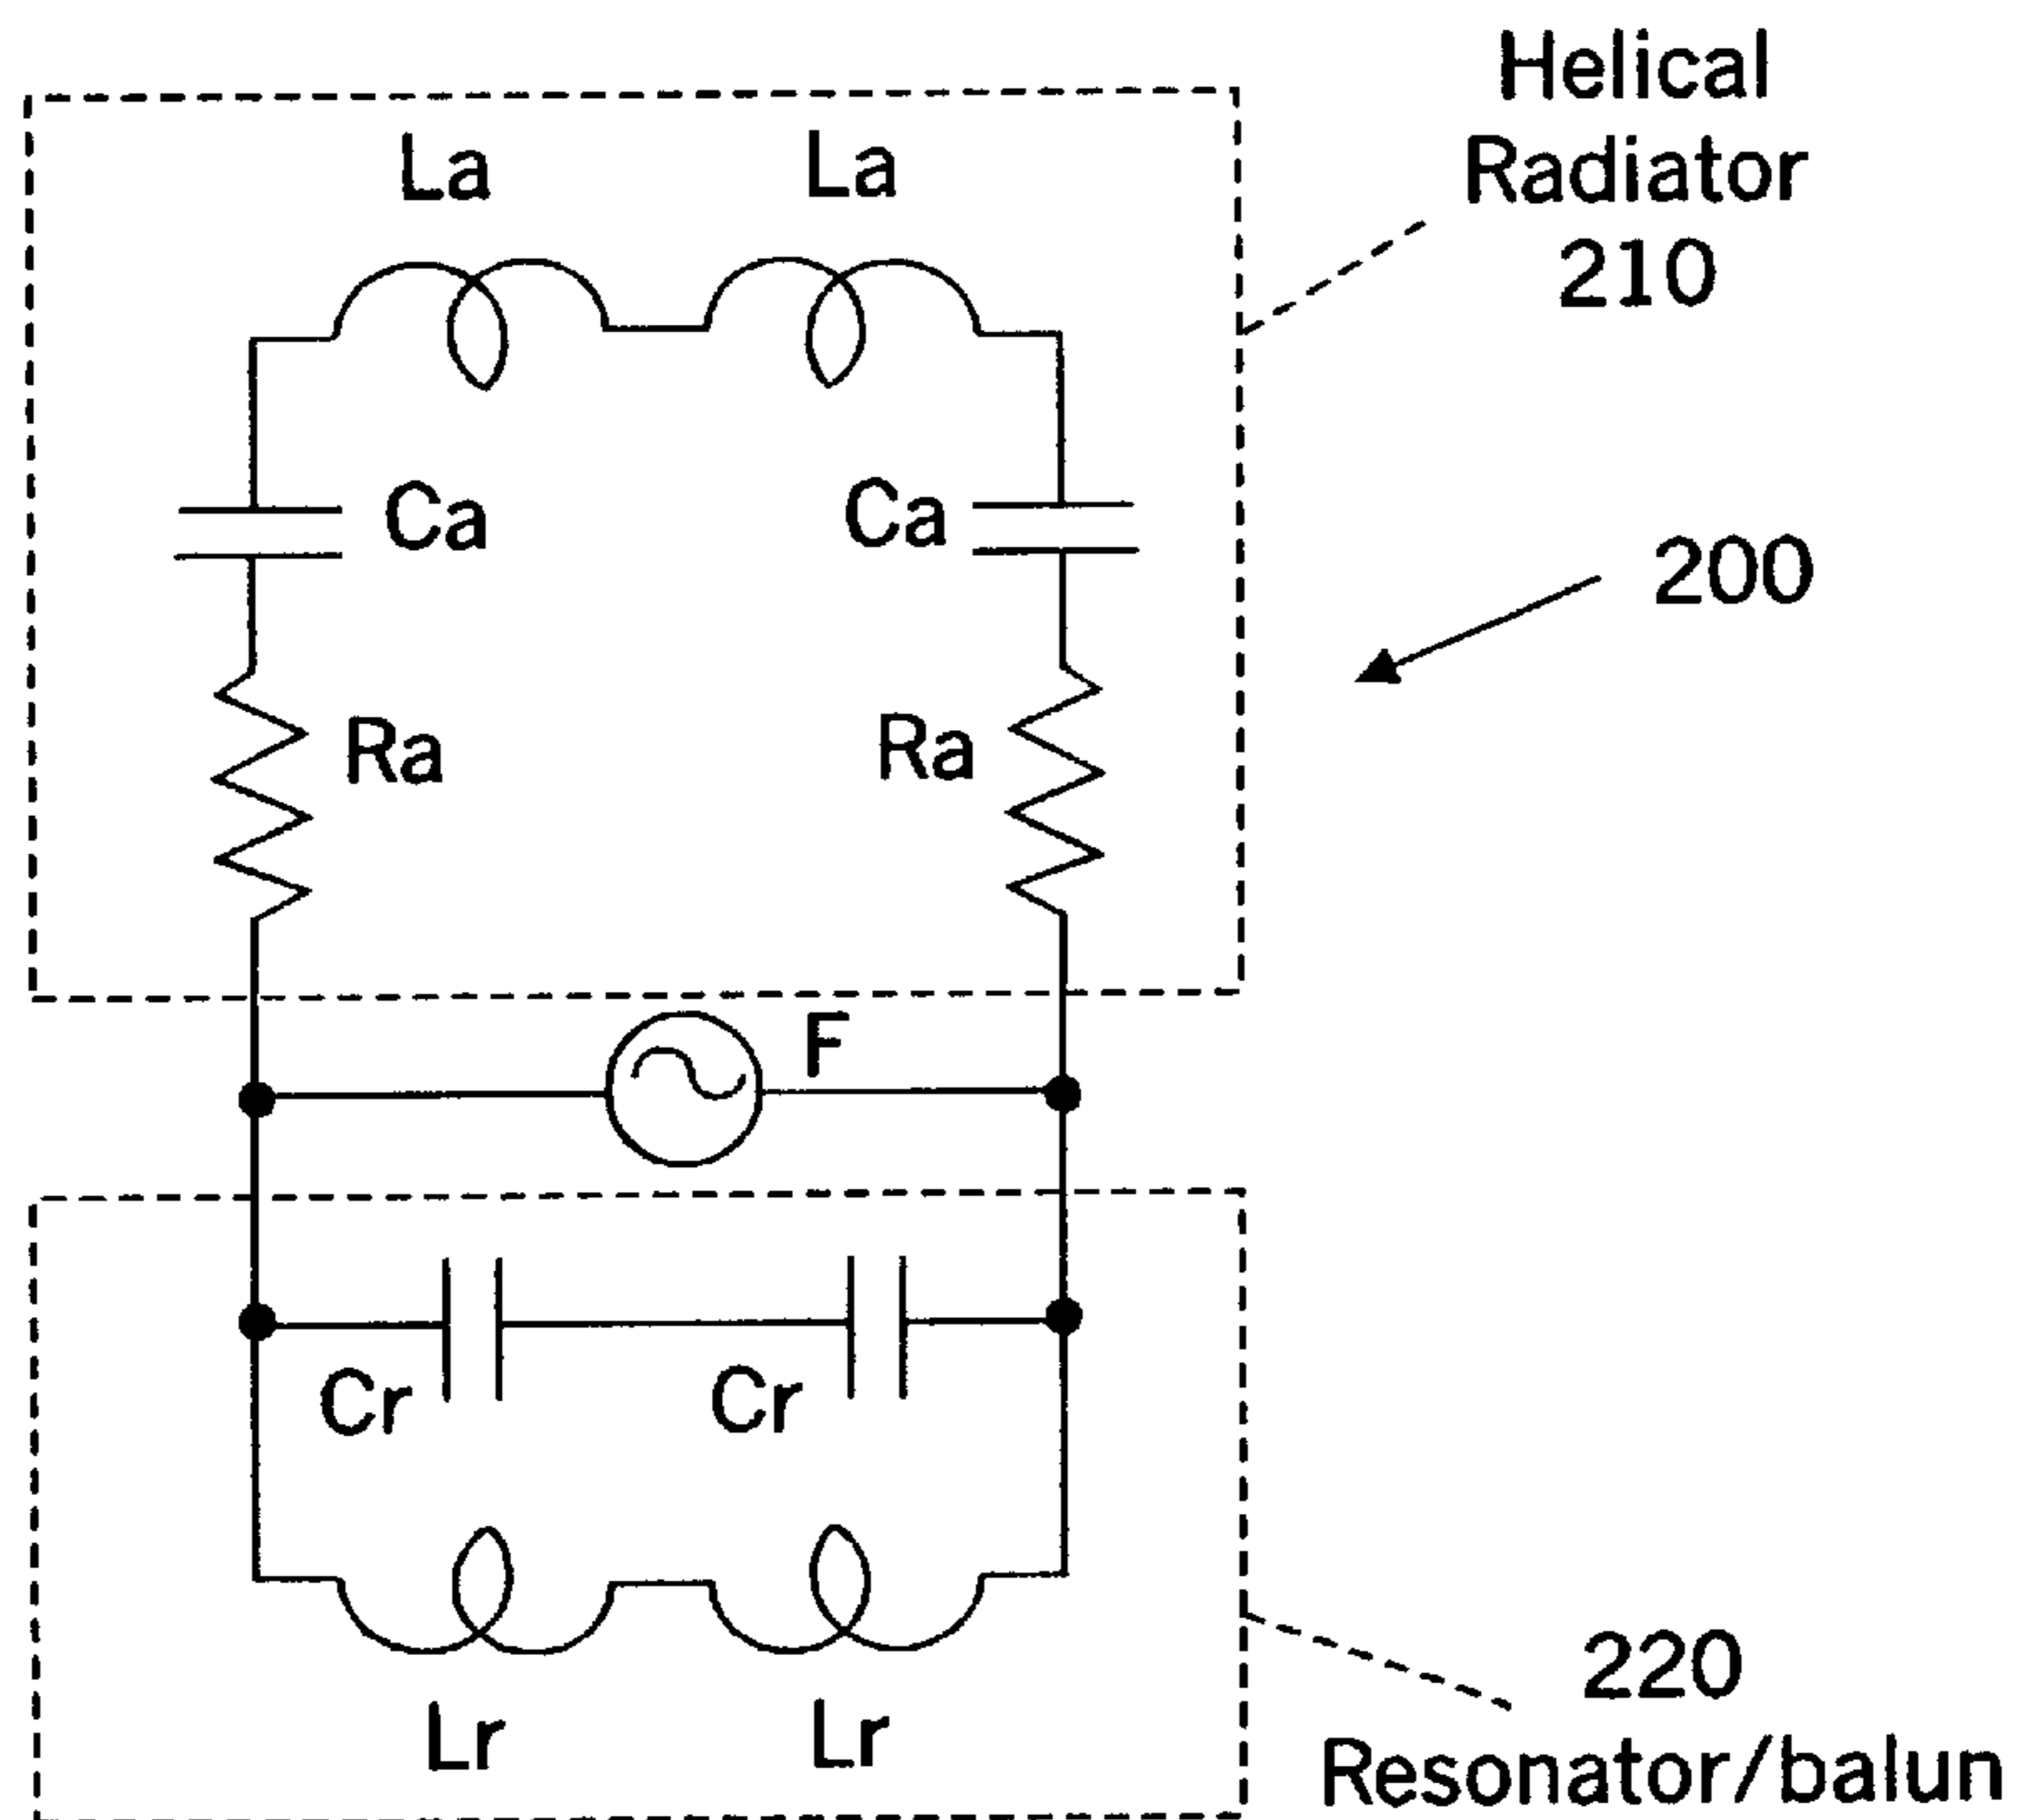 Helical
Radiator
210
La La
Ca Ca
200
Ra Ra
F
Cr Cr
Lr Lr
220
Resonator/balun